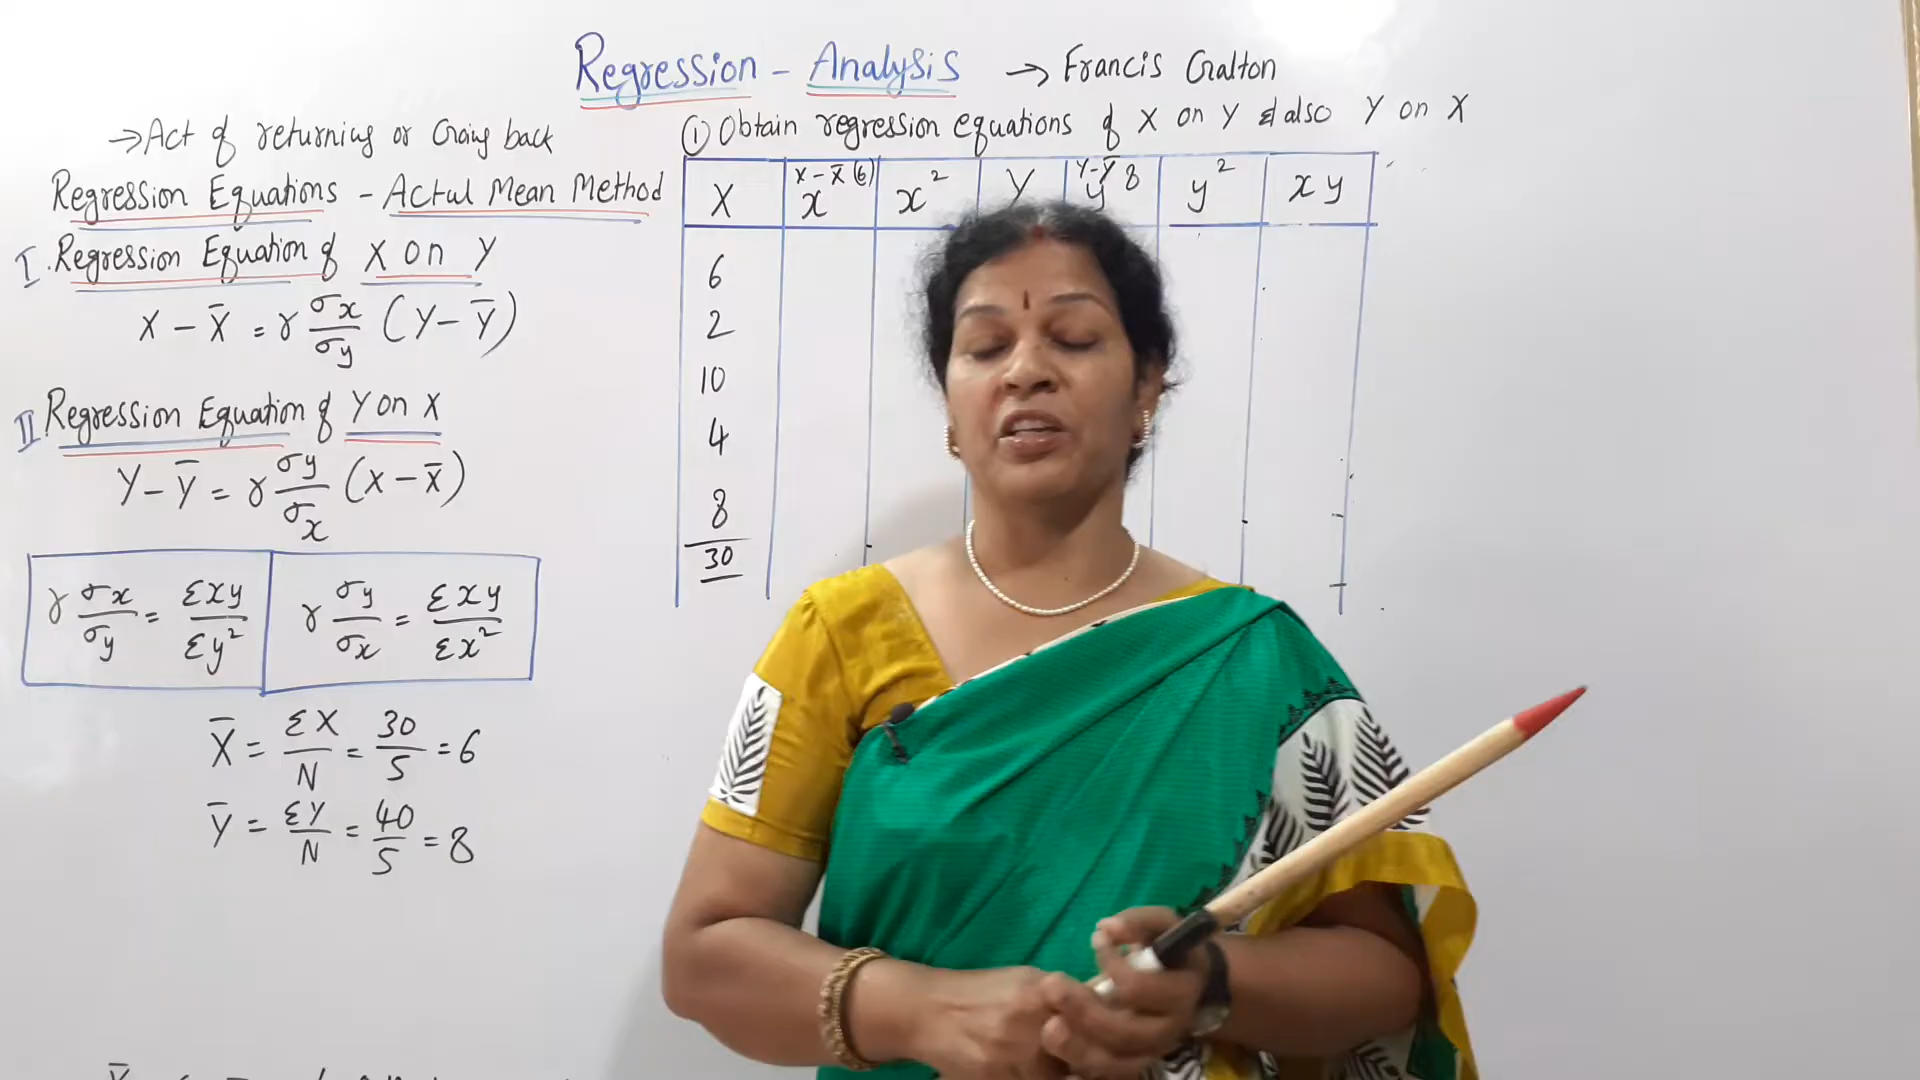 Regression - Analysis → Francis Gralton
→ Act of returning or Going back
Regression Equations - Actul Mean Method
I. Regression Equation of X on Y
X - X̄ = r σx/σy (Y - Ȳ)
II Regression Equation of Y on X
Y - Ȳ = r σy/σx (X - X̄)
r σx/σy = Σxy/Σy² | r σy/σx = Σxy/Σx²
X̄ = ΣX/N = 30/5 = 6
Ȳ = ΣY/N = 40/5 = 8
① Obtain regression equations of X on Y & also Y on X
X | X - X̄ (6) x | x² | Y | Y - Ȳ 8 y | y² | xy
6
2
10
4
8
30